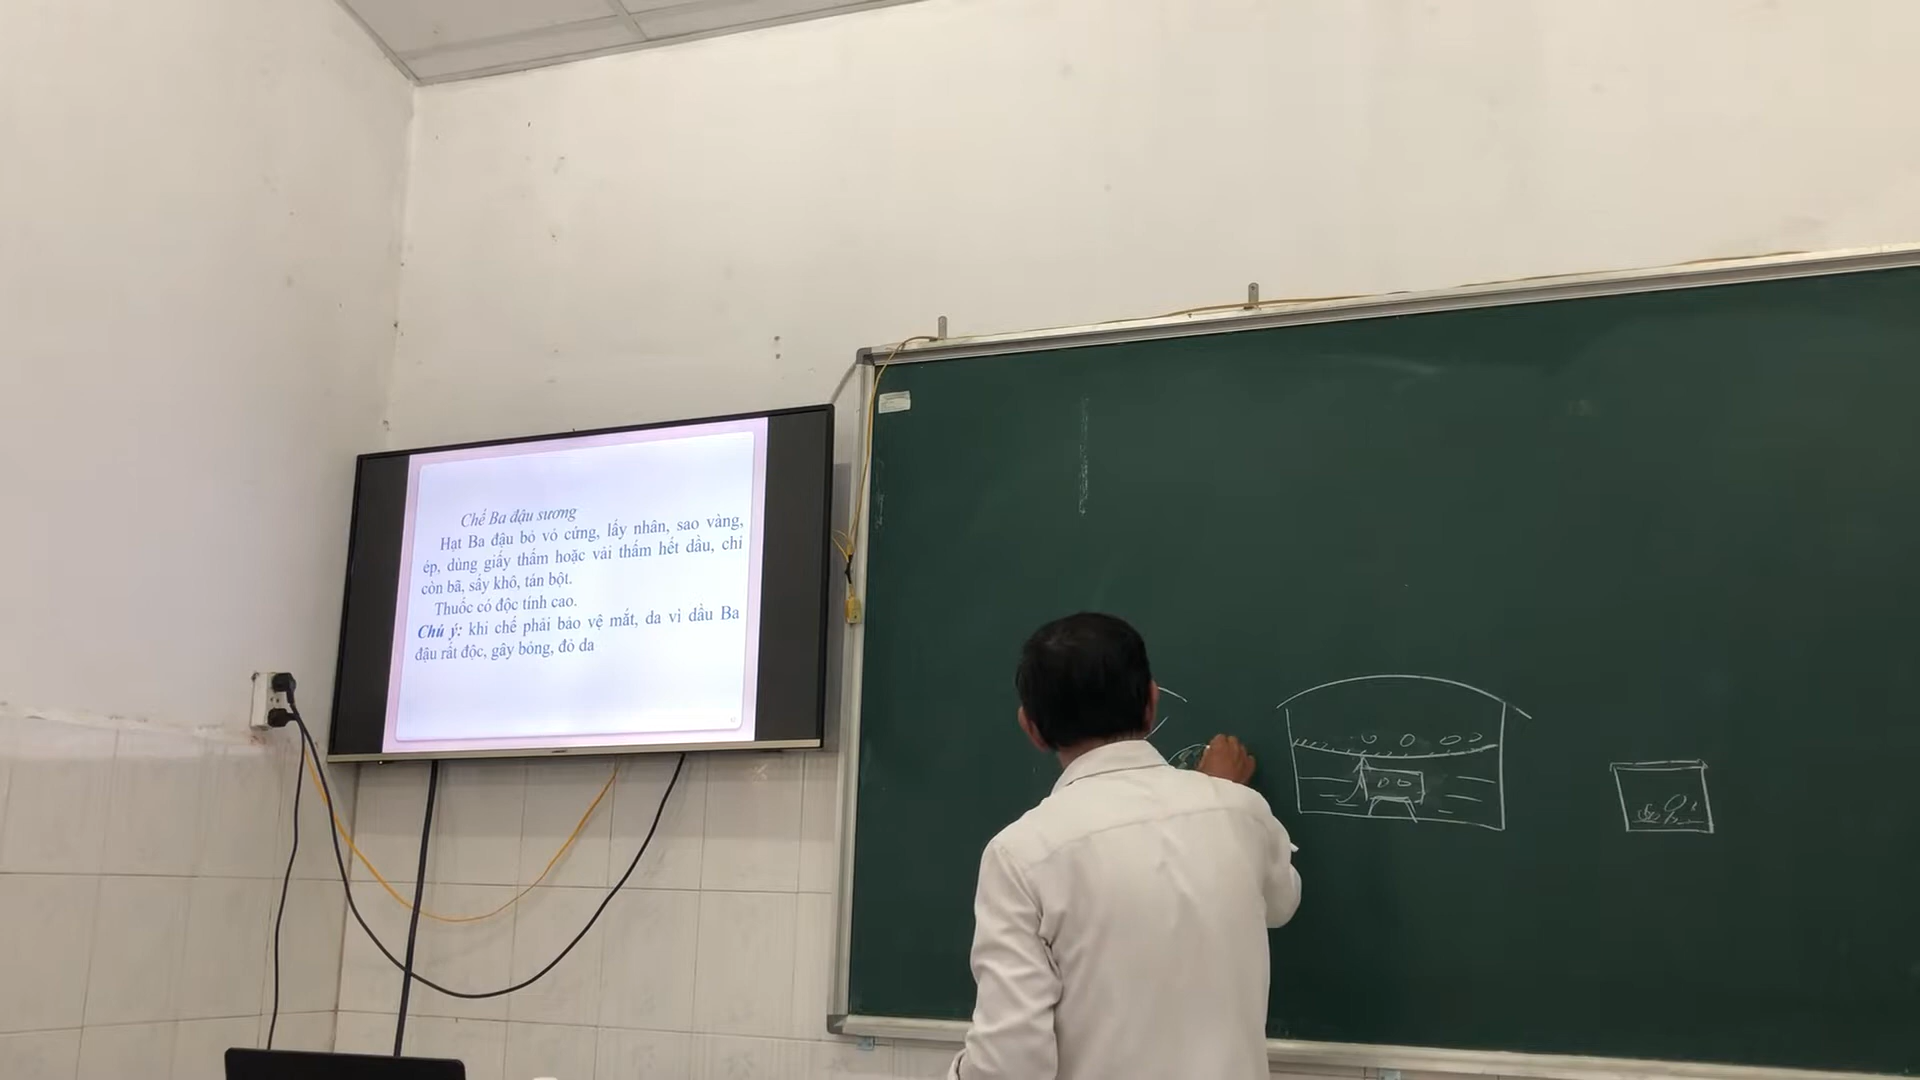 Chế Ba đậu sương
Hạt Ba đậu bỏ vỏ cứng, lấy nhân, sao vàng,
ép, dùng giấy thấm hoặc vải thấm hết dầu, chỉ
còn bã, sấy khô, tán bột.
Thuốc có độc tính cao.
Chú ý: khi chế phải bảo vệ mắt, da vì dầu Ba
đậu rất độc, gây bỏng, đỏ da